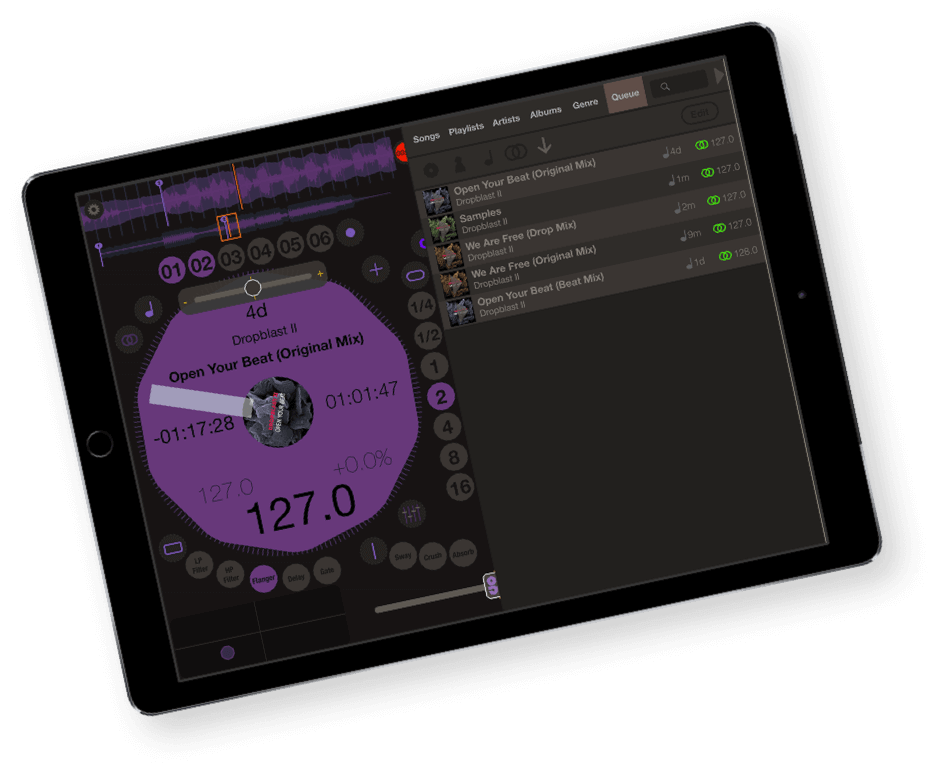 Songs Playlists Artists Albums Genre Queue
Edit
Open Your Beat (Original Mix)
Dropblast II
4d 127.0
Samples
Dropblast II
1m 127.0
We Are Free (Drop Mix)
Dropblast II
2m 127.0
We Are Free (Original Mix)
Dropblast II
9m 127.0
Open Your Beat (Beat Mix)
Dropblast II
1d 128.0
01 02 03 04 05 06
- +
4d
Dropblast II
Open Your Beat (Original Mix)
-01:17:28 01:01:47
+0.0%
127.0
127.0
1/4
1/2
1
2
4
8
16
LP
Filter
HP
Filter
Flanger
Delay
Gate
Sway
Crush
Absorb